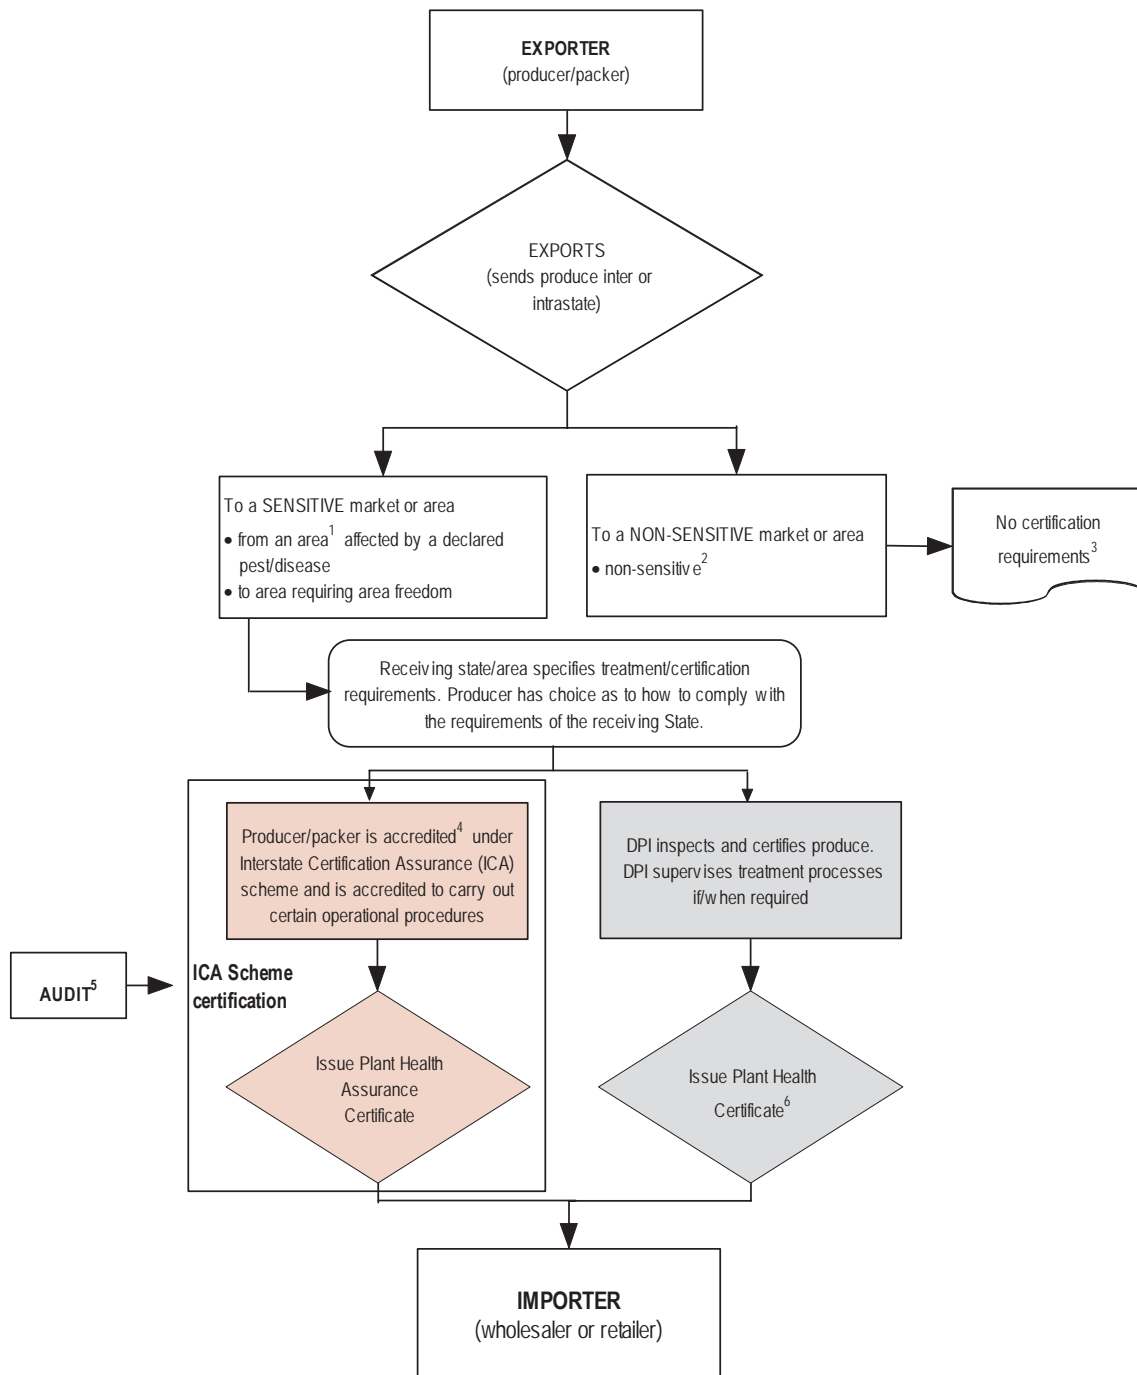 EXPORTER
(producer/packer)
EXPORTS
(sends produce inter or
intrastate)
To a SENSITIVE market or area
• from an area¹ affected by a declared
pest/disease
• to area requiring area freedom
To a NON-SENSITIVE market or area
• non-sensitive²
No certification
requirements³
Receiving state/area specifies treatment/certification
requirements. Producer has choice as to how to comply with
the requirements of the receiving State.
Producer/packer is accredited⁴ under
Interstate Certification Assurance (ICA)
scheme and is accredited to carry out
certain operational procedures
DPI inspects and certifies produce.
DPI supervises treatment processes
if/when required
AUDIT⁵
ICA Scheme
certification
Issue Plant Health
Assurance
Certificate
Issue Plant Health
Certificate⁶
IMPORTER
(wholesaler or retailer)